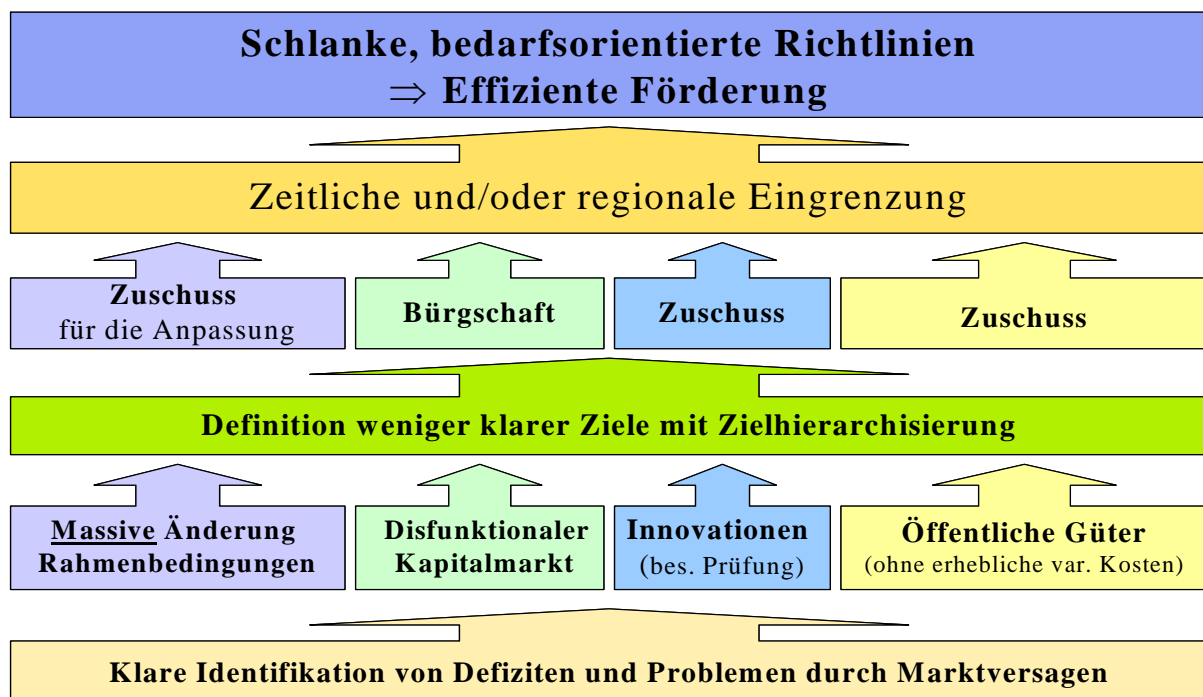 Schlanke, bedarfsorientierte Richtlinien
⇒ Effiziente Förderung
Zeitliche und/oder regionale Eingrenzung
Zuschuss
für die Anpassung
Bürgschaft
Zuschuss
Zuschuss
Definition weniger klarer Ziele mit Zielhierarchisierung
Massive Änderung
Rahmenbedingungen
Disfunktionaler
Kapitalmarkt
Innovationen
(bes. Prüfung)
Öffentliche Güter
(ohne erhebliche var. Kosten)
Klare Identifikation von Defiziten und Problemen durch Marktversagen